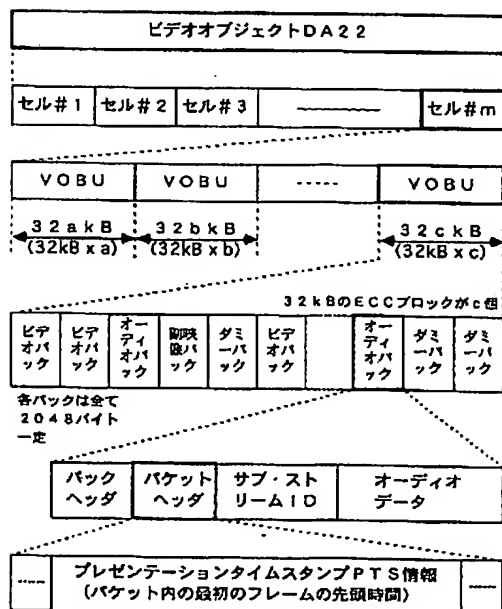 ビデオオブジェクトDA22
セル#1 セル#2 セル#3 セル#m
VOBU VOBU ----- VOBU
32akB 32bkB 32ckB
(32kB x a) (32kB x b) (32kB x c)
32kBのECCブロックがc個
ビデオパック ビデオパック オーディオパック 副映像パック ダミーパック ビデオパック オーディオパック ダミーパック ダミーパック
各パックは全て
2048バイト
一定
パックヘッダ パケットヘッダ サブ・ストリームID オーディオデータ
プレゼンテーションタイムスタンプPTS情報
(パケット内の最初のフレームの先頭時間)